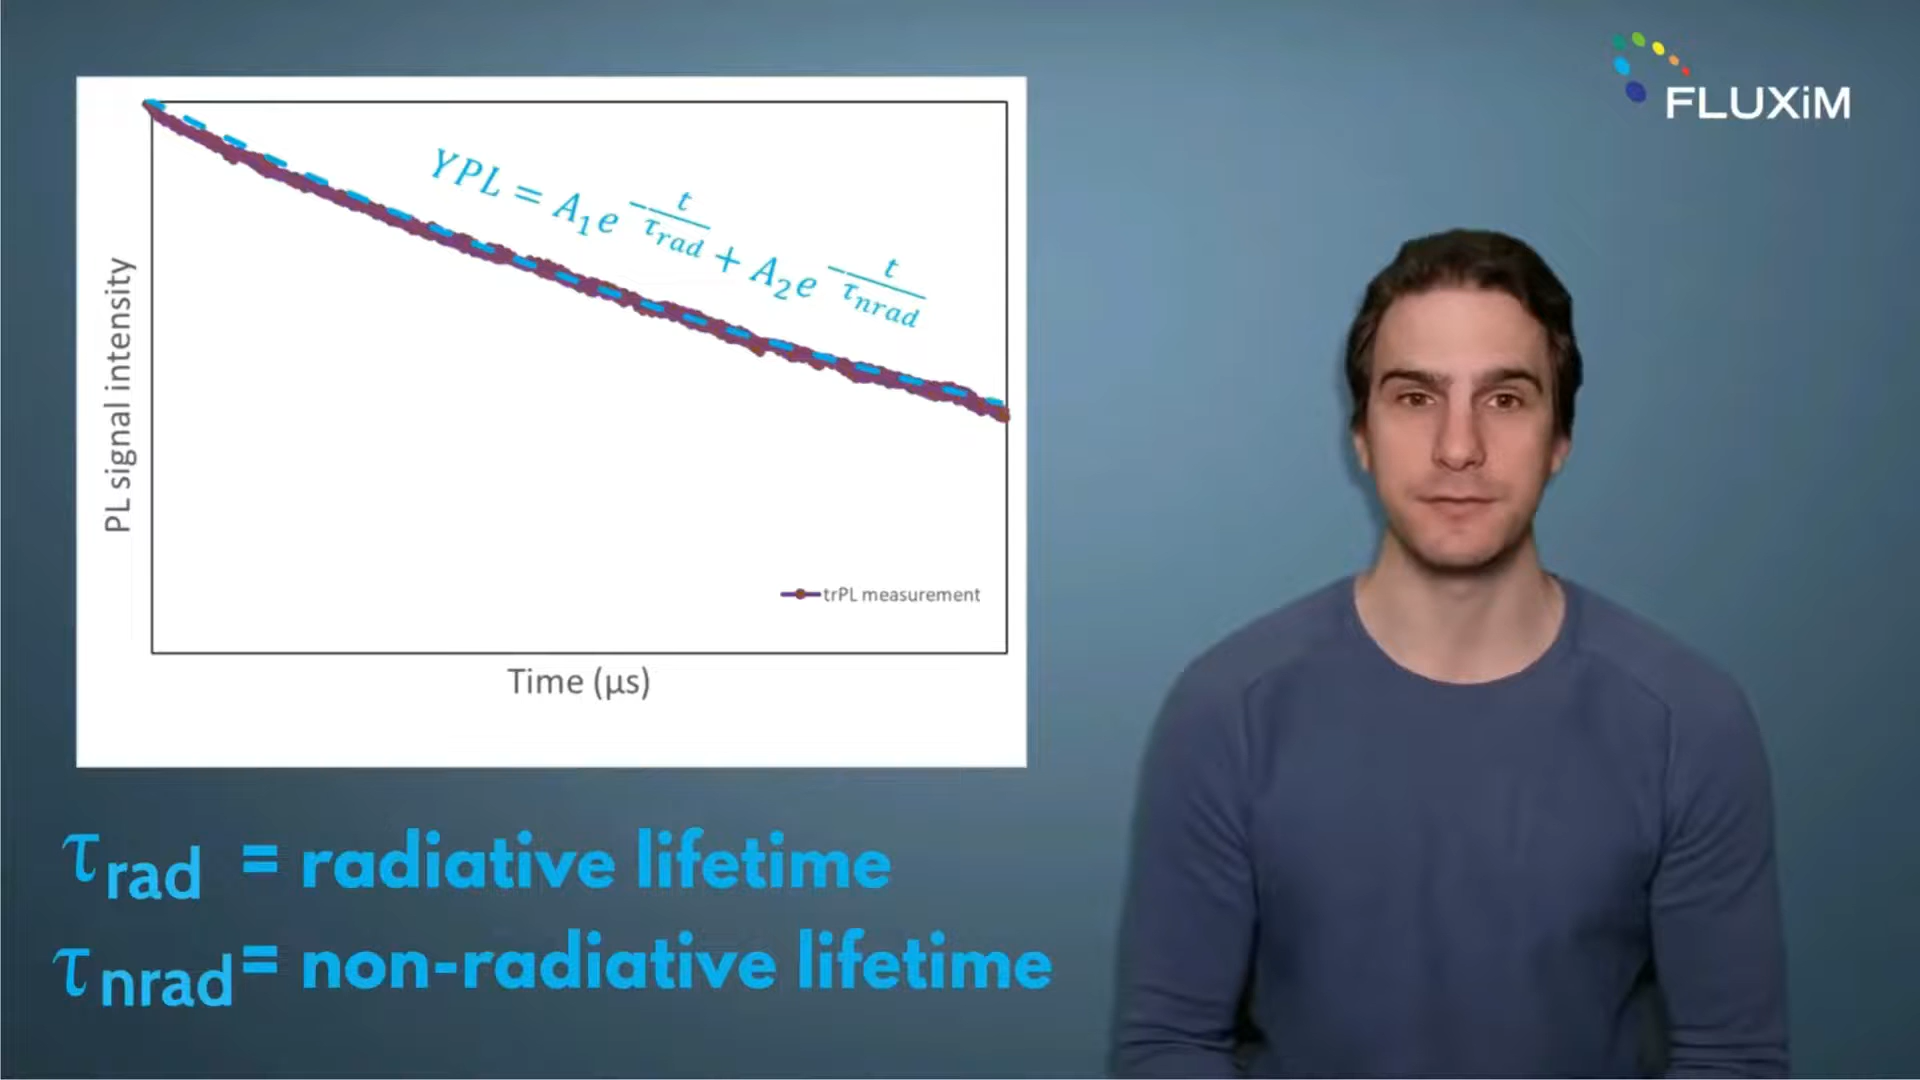 FLUXiM
YPL = A₁e^(-t/τrad) + A₂e^(-t/τnrad)
PL signal intensity
trPL measurement
Time (µs)
τrad = radiative lifetime
τnrad = non-radiative lifetime